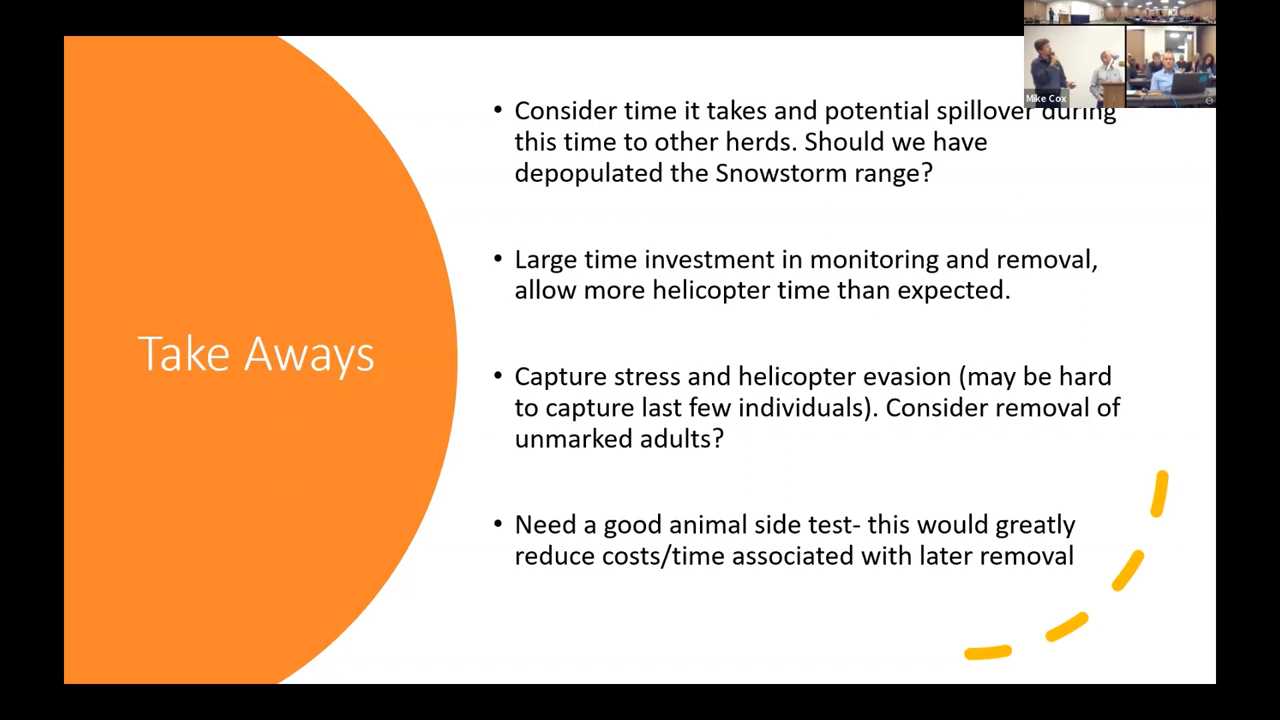 Mike Cox
Take Aways
• Consider time it takes and potential spillover during
this time to other herds. Should we have
depopulated the Snowstorm range?
• Large time investment in monitoring and removal,
allow more helicopter time than expected.
• Capture stress and helicopter evasion (may be hard
to capture last few individuals). Consider removal of
unmarked adults?
• Need a good animal side test- this would greatly
reduce costs/time associated with later removal